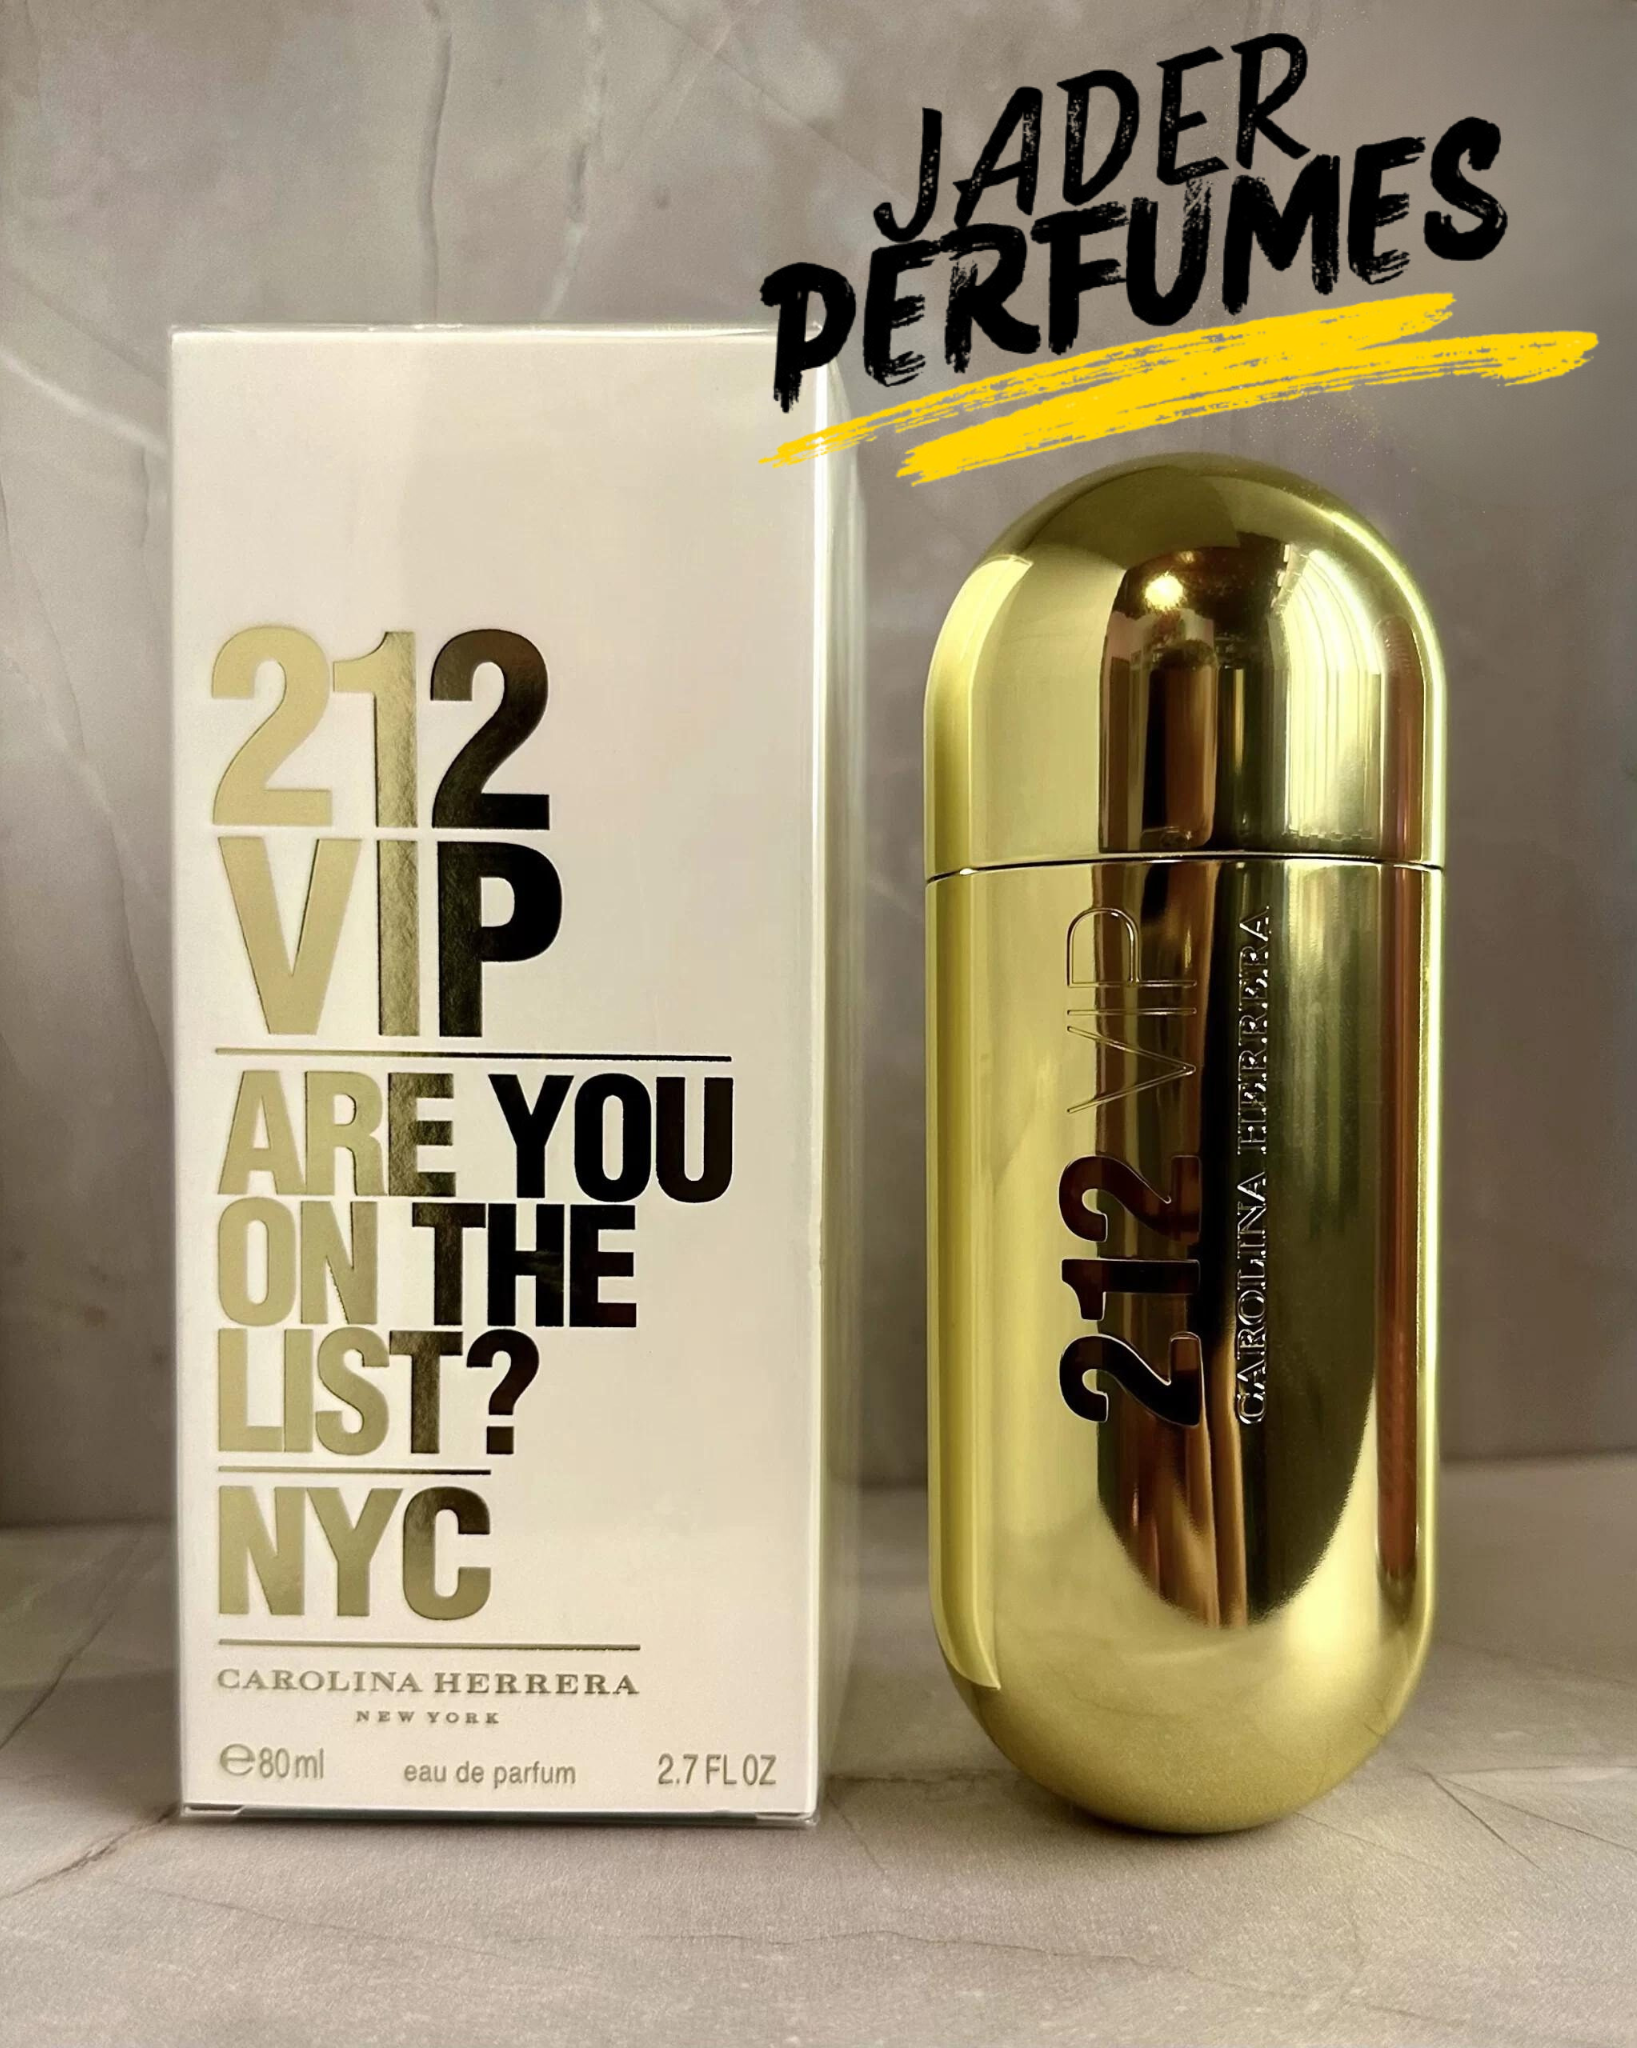 JADER
PERFUMES
212
VIP
ARE YOU
ON THE
LIST?
NYC
CAROLINA HERRERA
NEW YORK
℮80ml eau de parfum 2.7 FL OZ
212 VIP
CAROLINA HERRERA